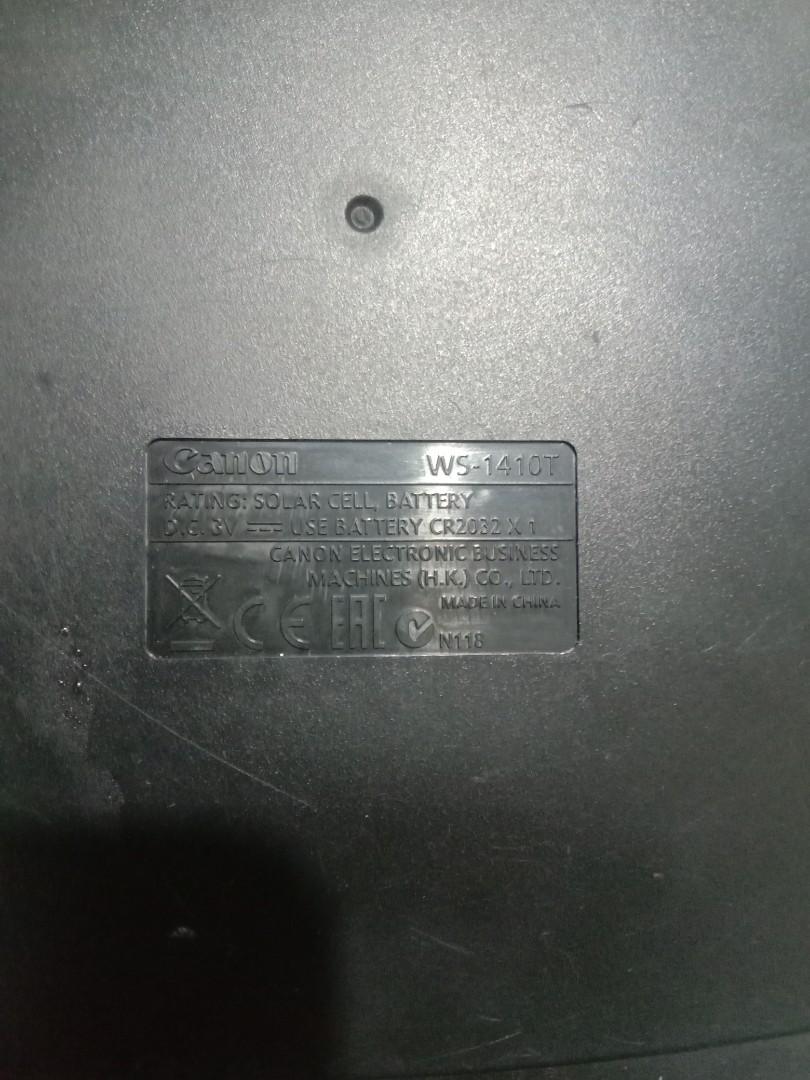 Canon WS-1410T
RATING: SOLAR CELL, BATTERY
D.C. 3V ⎓ USE BATTERY CR2032 X 1
CANON ELECTRONIC BUSINESS
MACHINES (H.K.) CO., LTD.
MADE IN CHINA
CE EAC N118